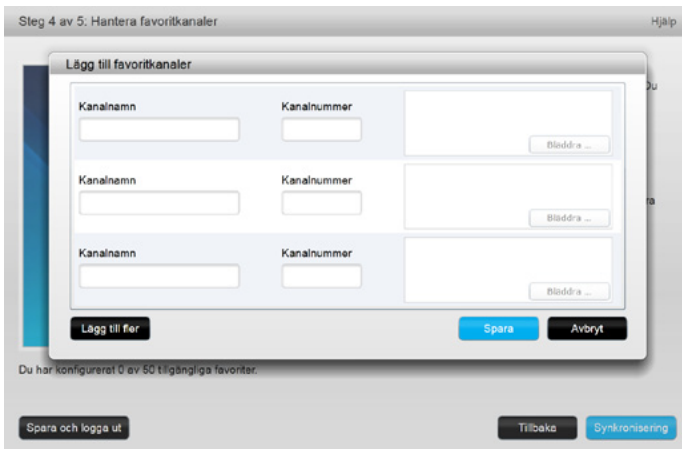 Steg 4 av 5: Hantera favoritkanaler
Hjälp
Du
Lägg till favoritkanaler
Kanalnamn Kanalnummer
Bläddra ...
Kanalnamn Kanalnummer
Bläddra ...
ra
Kanalnamn Kanalnummer
Bläddra ...
Lägg till fler
Spara
Avbryt
Du har konfigurerat 0 av 50 tillgängliga favoriter.
Spara och logga ut
Tillbaka
Synkronisering